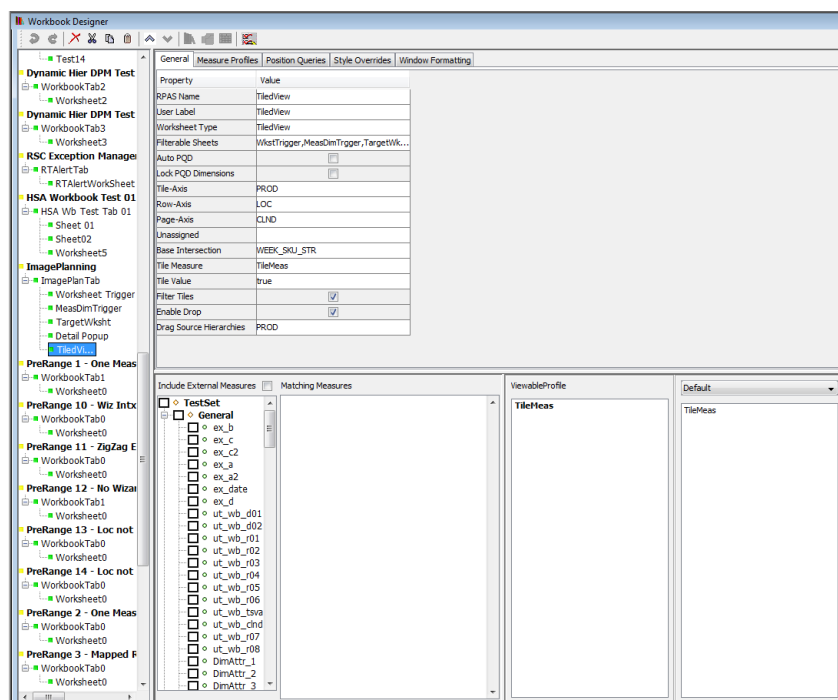 Workbook Designer
Test14
Dynamic Hier DPM Test
WorkbookTab2
Worksheet2
Dynamic Hier DPM Test
WorkbookTab3
Worksheet3
RSC Exception Manage
RTAlertTab
RTAlertWorkSheet
HSA Workbook Test 01
HSA Wb Test Tab 01
Sheet 01
Sheet02
Worksheet5
ImagePlanning
ImagePlanTab
Worksheet Trigger
MeasDimTrigger
TargetWksht
Detail Popup
TiledVi...
PreRange 1 - One Meas
WorkbookTab1
Worksheet0
PreRange 10 - Wiz Intx
WorkbookTab0
Worksheet0
PreRange 11 - ZigZag E
WorkbookTab0
Worksheet0
PreRange 12 - No Wizar
WorkbookTab1
Worksheet0
PreRange 13 - Loc not
WorkbookTab0
Worksheet0
PreRange 14 - Loc not
WorkbookTab0
Worksheet0
PreRange 2 - One Meas
WorkbookTab0
Worksheet0
PreRange 3 - Mapped R
WorkbookTab0
Worksheet0
General Measure Profiles Position Queries Style Overrides Window Formatting
Property Value
RPAS Name TiledView
User Label TiledView
Worksheet Type TiledView
Filterable Sheets WkstTrigger,MeasDimTrgger,TargetWk...
Auto PQD
Lock PQD Dimensions
Tile-Axis PROD
Row-Axis LOC
Page-Axis CLND
Unassigned
Base Intersection WEEK_SKU_STR
Tile Measure TileMeas
Tile Value true
Filter Tiles
Enable Drop
Drag Source Hierarchies PROD
Include External Measures Matching Measures
TestSet
General
ex_b
ex_c
ex_c2
ex_a
ex_a2
ex_date
ex_d
ut_wb_d01
ut_wb_d02
ut_wb_r01
ut_wb_r02
ut_wb_r03
ut_wb_r04
ut_wb_r05
ut_wb_r06
ut_wb_tsva
ut_wb_clnd
ut_wb_r07
ut_wb_r08
DimAttr_1
DimAttr_2
DimAttr_3
ViewableProfile
TileMeas
Default
TileMeas